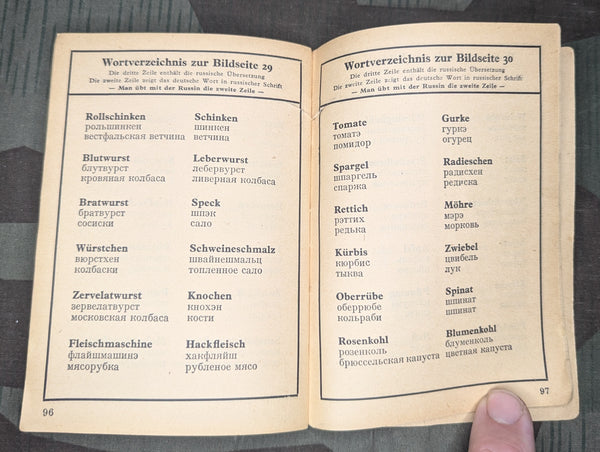 Wortverzeichnis zur Bildseite 29
Die dritte Zeile enthält die russische Übersetzung
Die zweite Zeile zeigt das deutsche Wort in russischer Schrift
— Man übt mit der Russin die zweite Zeile —
Rollschinken
рольшинкен
вестфальская ветчина
Schinken
шинкен
ветчина
Blutwurst
блутвурст
кровяная колбаса
Leberwurst
лебервурст
ливерная колбаса
Bratwurst
братвурст
сосиски
Speck
шпэк
сало
Würstchen
вюрстхен
колбаски
Schweineschmalz
швайнешмальц
топленное сало
Zervelatwurst
зервелатвурст
московская колбаса
Knochen
кнохэн
кости
Fleischmaschine
флайшмашинэ
мясорубка
Hackfleisch
хакфляйш
рубленое мясо
96
Wortverzeichnis zur Bildseite 30
Die dritte Zeile enthält die russische Übersetzung
Die zweite Zeile zeigt das deutsche Wort in russischer Schrift
— Man übt mit der Russin die zweite Zeile —
Tomate
томатэ
помидор
Gurke
гуркэ
огурец
Spargel
шпаргель
спаржа
Radieschen
радисхен
редиска
Rettich
рэттих
редька
Möhre
мэрэ
морковь
Kürbis
кюрбис
тыква
Zwiebel
цвибель
лук
Oberrübe
оберрюбе
кольраби
Spinat
шпинат
шпинат
Rosenkohl
розенколь
брюссельская капуста
Blumenkohl
блуменколь
цветная капуста
97